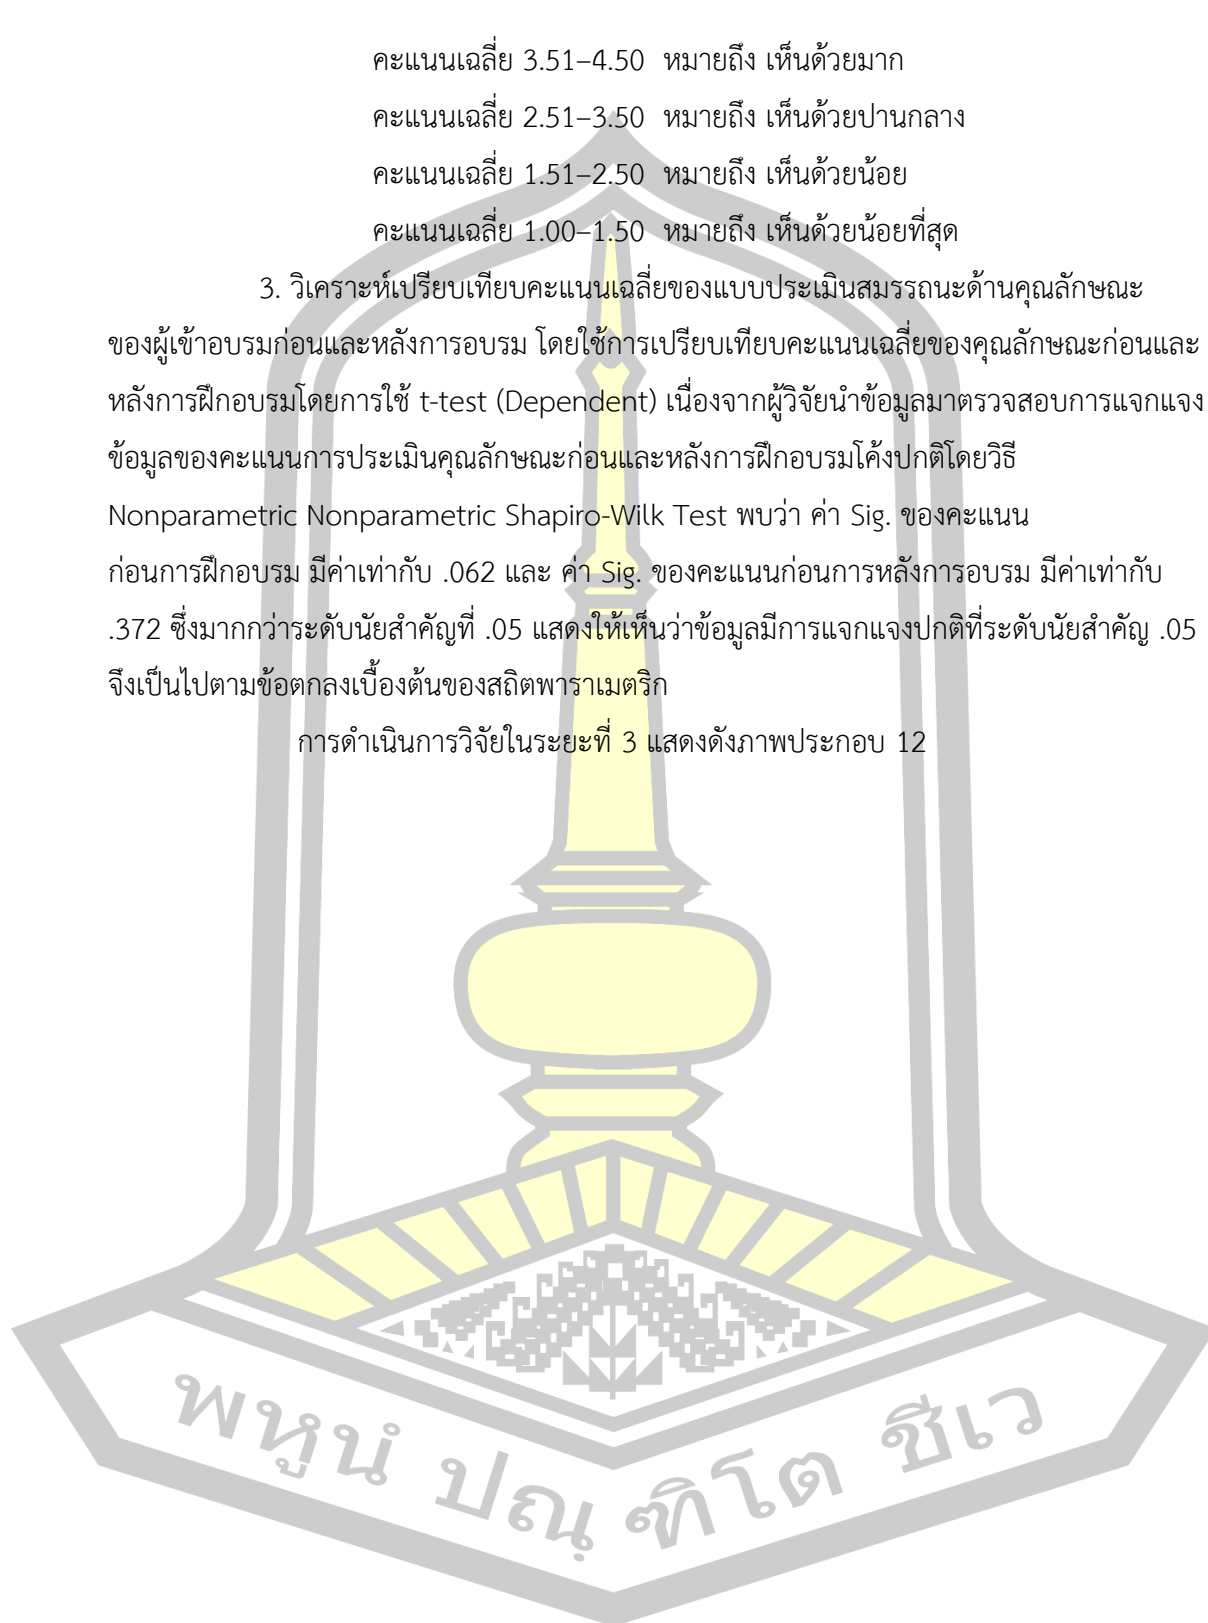 คะแนนเฉลี่ย 3.51–4.50 หมายถึง เห็นด้วยมาก
คะแนนเฉลี่ย 2.51–3.50 หมายถึง เห็นด้วยปานกลาง
คะแนนเฉลี่ย 1.51–2.50 หมายถึง เห็นด้วยน้อย
คะแนนเฉลี่ย 1.00–1.50 หมายถึง เห็นด้วยน้อยที่สุด
3. วิเคราะห์เปรียบเทียบคะแนนเฉลี่ยของแบบประเมินสมรรถนะด้านคุณลักษณะ
ของผู้เข้าอบรมก่อนและหลังการอบรม โดยใช้การเปรียบเทียบคะแนนเฉลี่ยของคุณลักษณะก่อนและ
หลังการฝึกอบรมโดยการใช้ t-test (Dependent) เนื่องจากผู้วิจัยนำข้อมูลมาตรวจสอบการแจกแจง
ข้อมูลของคะแนนการประเมินคุณลักษณะก่อนและหลังการฝึกอบรมโค้งปกติโดยวิธี
Nonparametric Nonparametric Shapiro-Wilk Test พบว่า ค่า Sig. ของคะแนน
ก่อนการฝึกอบรม มีค่าเท่ากับ .062 และ ค่า Sig. ของคะแนนก่อนการหลังการอบรม มีค่าเท่ากับ
.372 ซึ่งมากกว่าระดับนัยสำคัญที่ .05 แสดงให้เห็นว่าข้อมูลมีการแจกแจงปกติที่ระดับนัยสำคัญ .05
จึงเป็นไปตามข้อตกลงเบื้องต้นของสถิตพาราเมตริก
การดำเนินการวิจัยในระยะที่ 3 แสดงดังภาพประกอบ 12
พหูนํ ปณฺฑิโต ชีเว